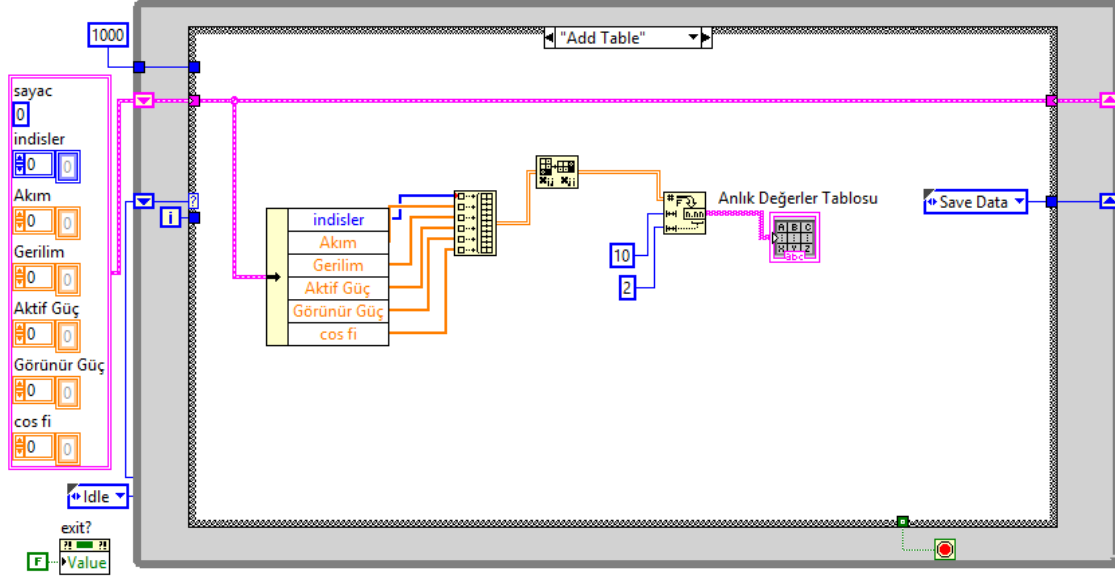 1000
"Add Table"
sayac
0
indisler
0 0
Akım
0 0
Gerilim
0 0
Aktif Güç
0 0
Görünür Güç
0 0
cos fi
0 0
Idle
exit?
F
Value
?
i
indisler
Akım
Gerilim
Aktif Güç
Görünür Güç
cos fi
10
2
Anlık Değerler Tablosu
A B C
X Y Z
abc
Save Data